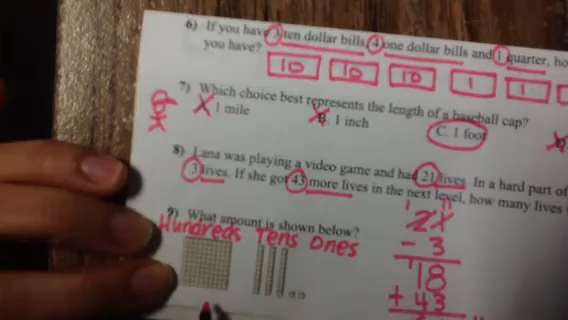 6) If you have 3 ten dollar bills, 4 one dollar bills and 1 quarter, ho
you have?
10 10 10 1 1
7) Which choice best represents the length of a baseball cap?
1 mile B. 1 inch C. 1 foot
8) Lana was playing a video game and had 21 lives. In a hard part of
3 lives. If she got 43 more lives in the next level, how many lives
9) What amount is shown below?
Hundreds Tens Ones
- 3
18
+ 43